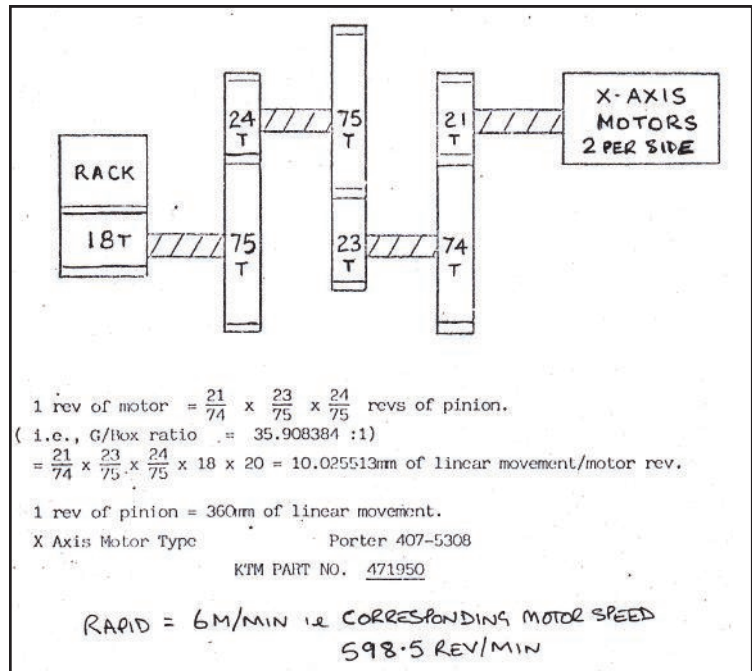 24 T
75 T
21 T
X-AXIS
MOTORS
2 PER SIDE
RACK
18T
75 T
23 T
74 T
1 rev of motor = 21/74 x 23/75 x 24/75 revs of pinion.
( i.e., G/Box ratio = 35.908384 :1)
= 21/74 x 23/75 x 24/75 x 18 x 20 = 10.025513mm of linear movement/motor rev.
1 rev of pinion = 360mm of linear movement.
X Axis Motor Type Porter 407-5308
KTM PART NO. 471950
RAPID = 6M/MIN ie CORRESPONDING MOTOR SPEED
598.5 REV/MIN